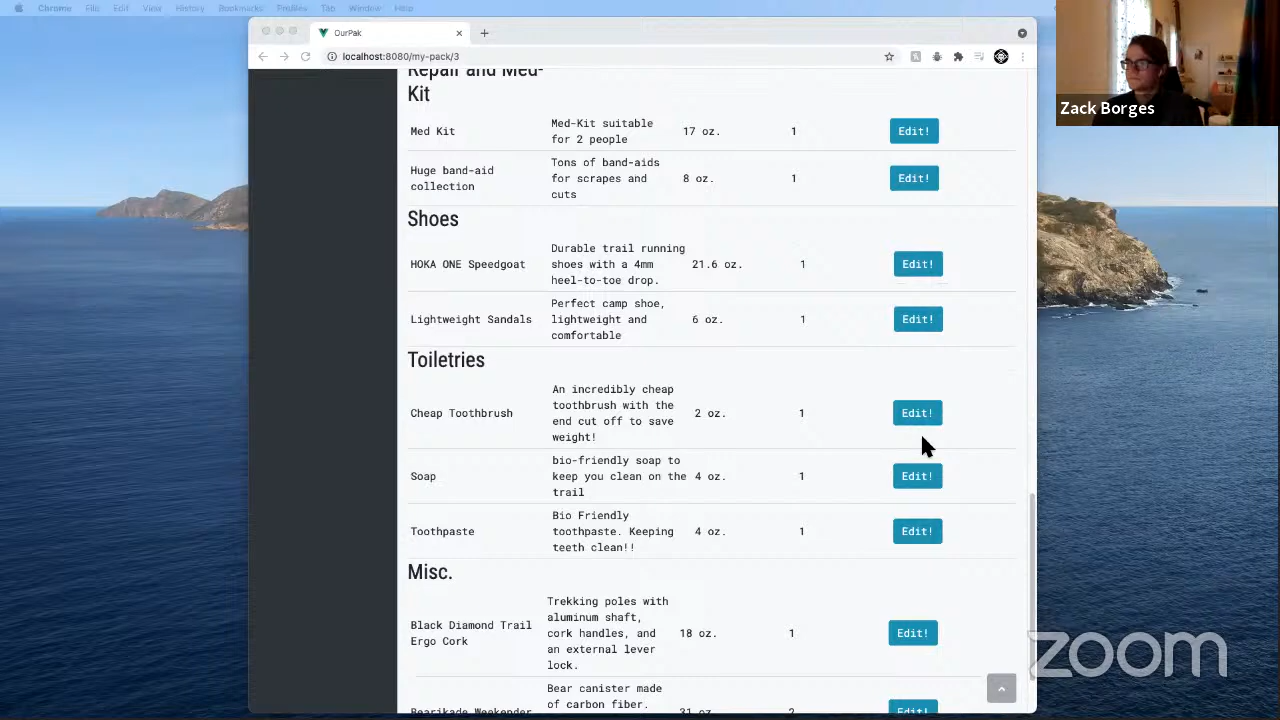 Chrome File Edit View History Bookmarks Profiles Tab Window Help
OurPak
localhost:8080/my-pack/3
Zack Borges
Repair and Med-
Kit
Med Kit
Med-Kit suitable
for 2 people
17 oz.
1
Edit!
Huge band-aid
collection
Tons of band-aids
for scrapes and
cuts
8 oz.
1
Edit!
Shoes
HOKA ONE Speedgoat
Durable trail running
shoes with a 4mm
heel-to-toe drop.
21.6 oz.
1
Edit!
Lightweight Sandals
Perfect camp shoe,
lightweight and
comfortable
6 oz.
1
Edit!
Toiletries
Cheap Toothbrush
An incredibly cheap
toothbrush with the
end cut off to save
weight!
2 oz.
1
Edit!
Soap
bio-friendly soap to
keep you clean on the
trail
4 oz.
1
Edit!
Toothpaste
Bio Friendly
toothpaste. Keeping
teeth clean!!
4 oz.
1
Edit!
Misc.
Black Diamond Trail
Ergo Cork
Trekking poles with
aluminum shaft,
cork handles, and
an external lever
lock.
18 oz.
1
Edit!
Bearikade Weekender
Bear canister made
of carbon fiber.
31 oz.
2
Edit!
zoom